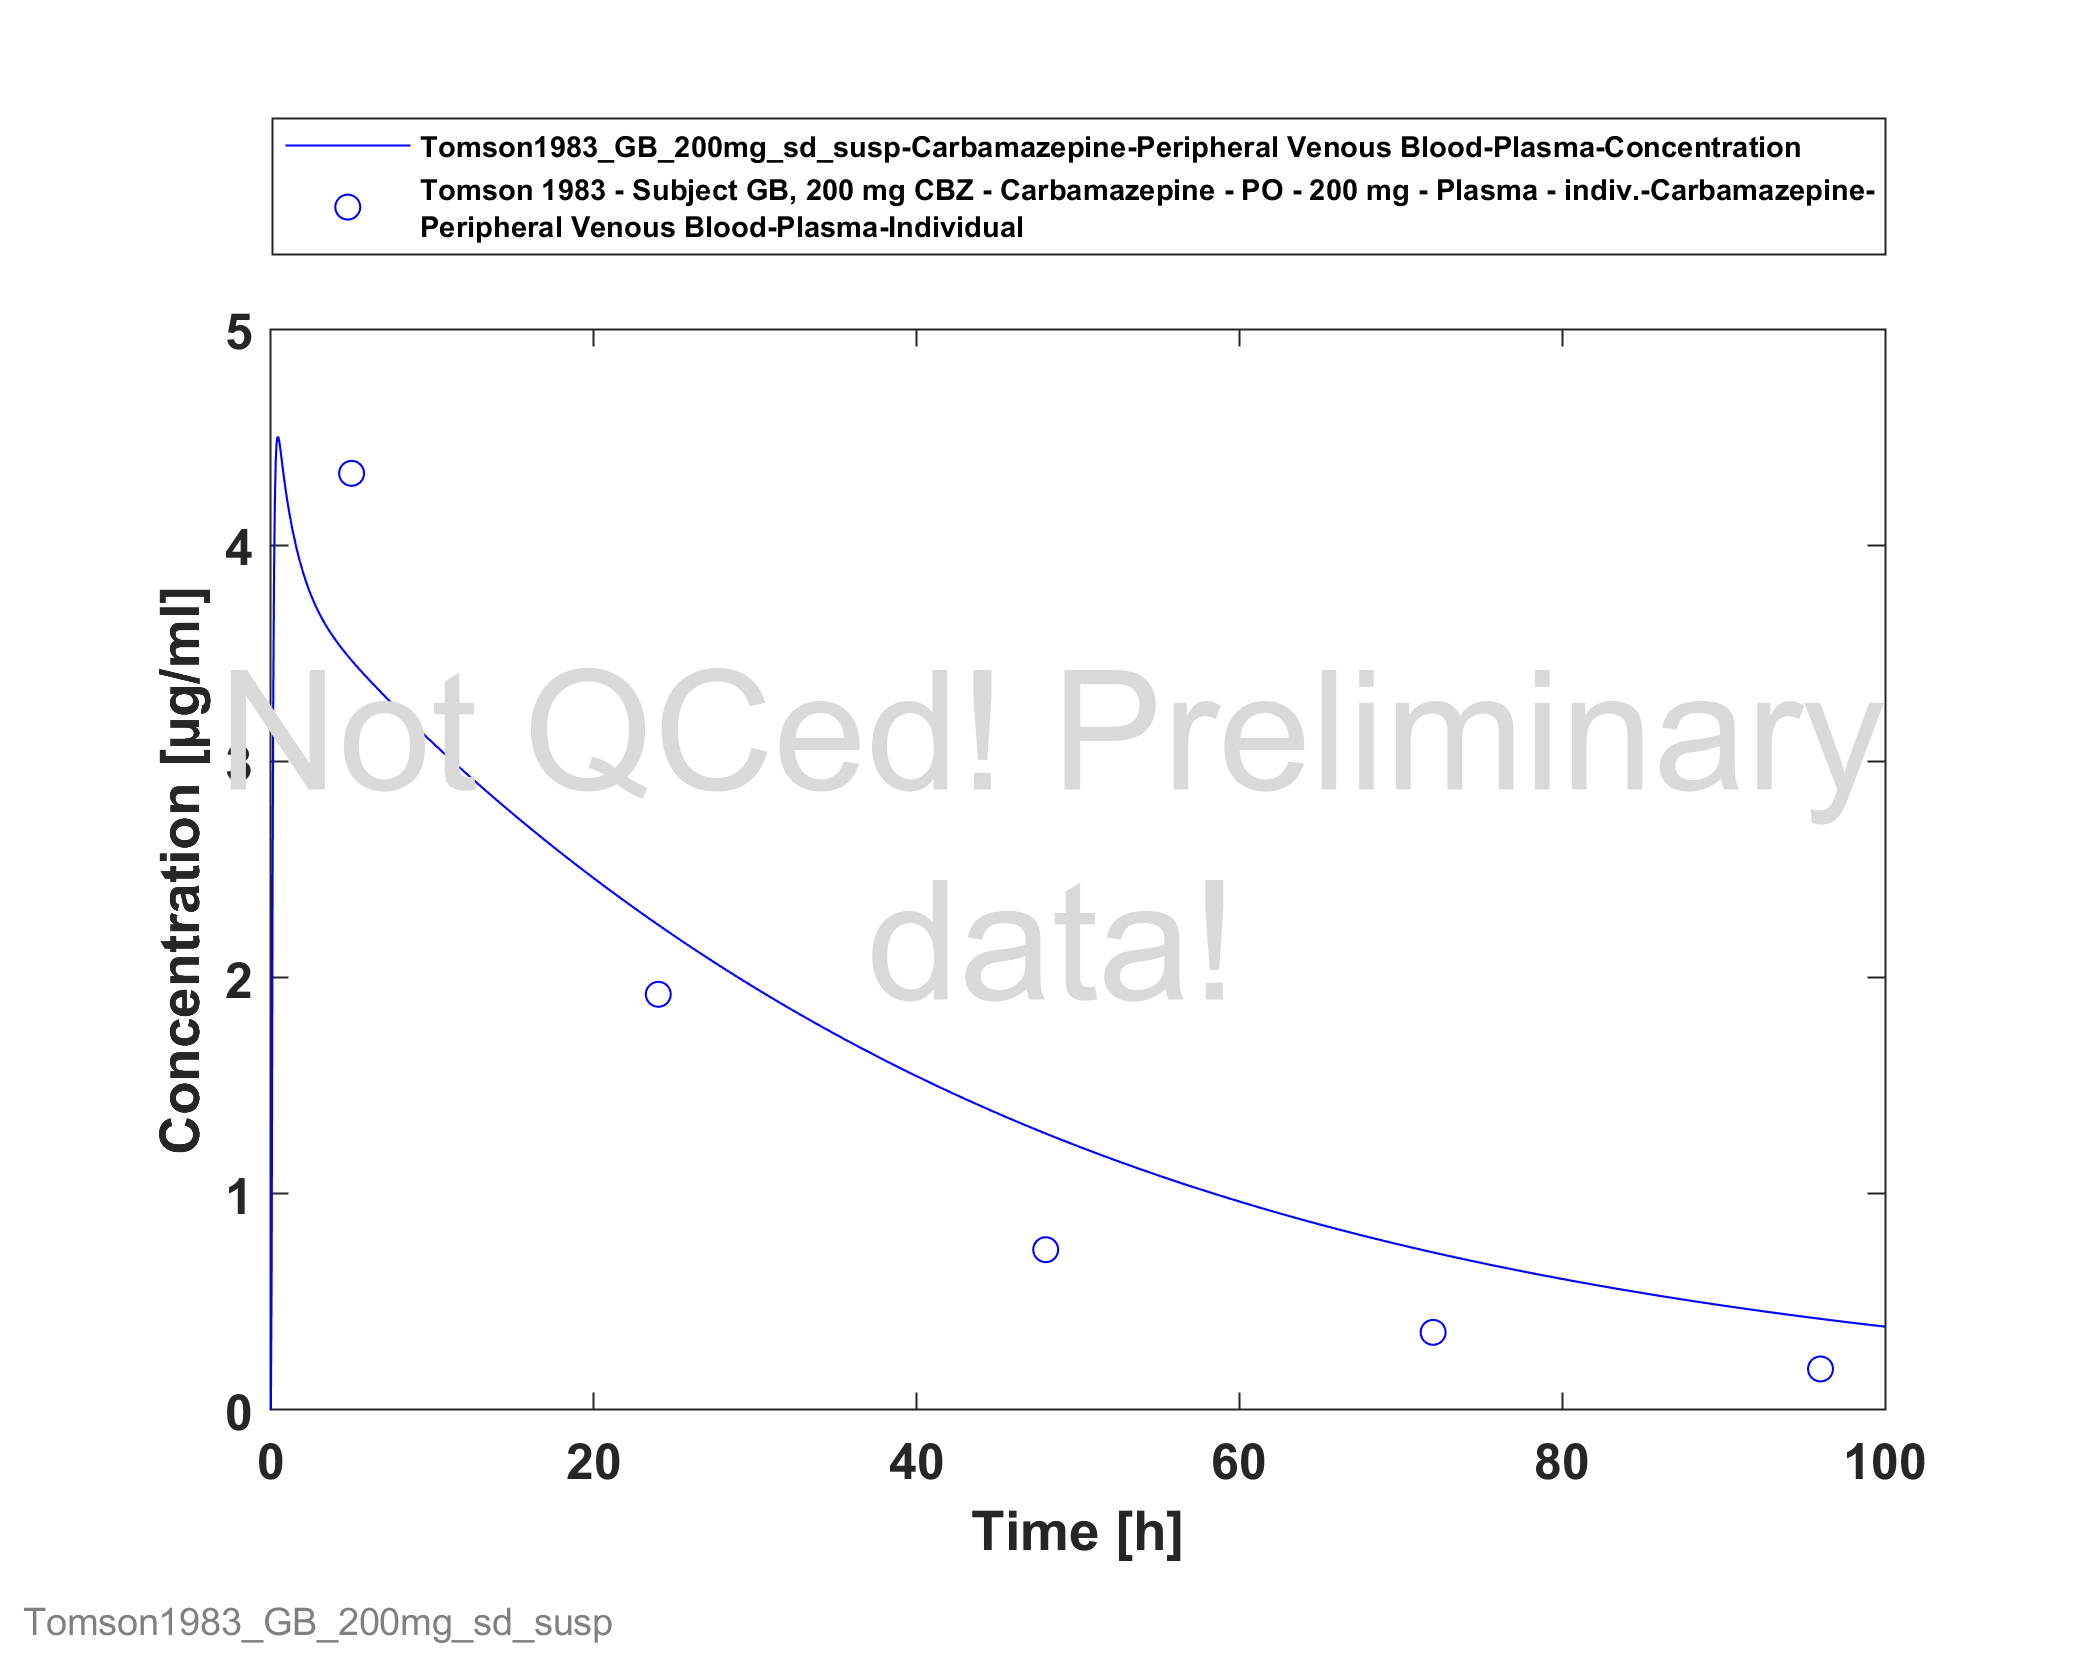 Tomson1983_GB_200mg_sd_susp-Carbamazepine-Peripheral Venous Blood-Plasma-Concentration
Tomson 1983 - Subject GB, 200 mg CBZ - Carbamazepine - PO - 200 mg - Plasma - indiv.-Carbamazepine-
Peripheral Venous Blood-Plasma-Individual
5
4
3
2
1
0
Concentration [µg/ml]
Not QCed! Preliminary
data!
0 20 40 60 80 100
Time [h]
Tomson1983_GB_200mg_sd_susp